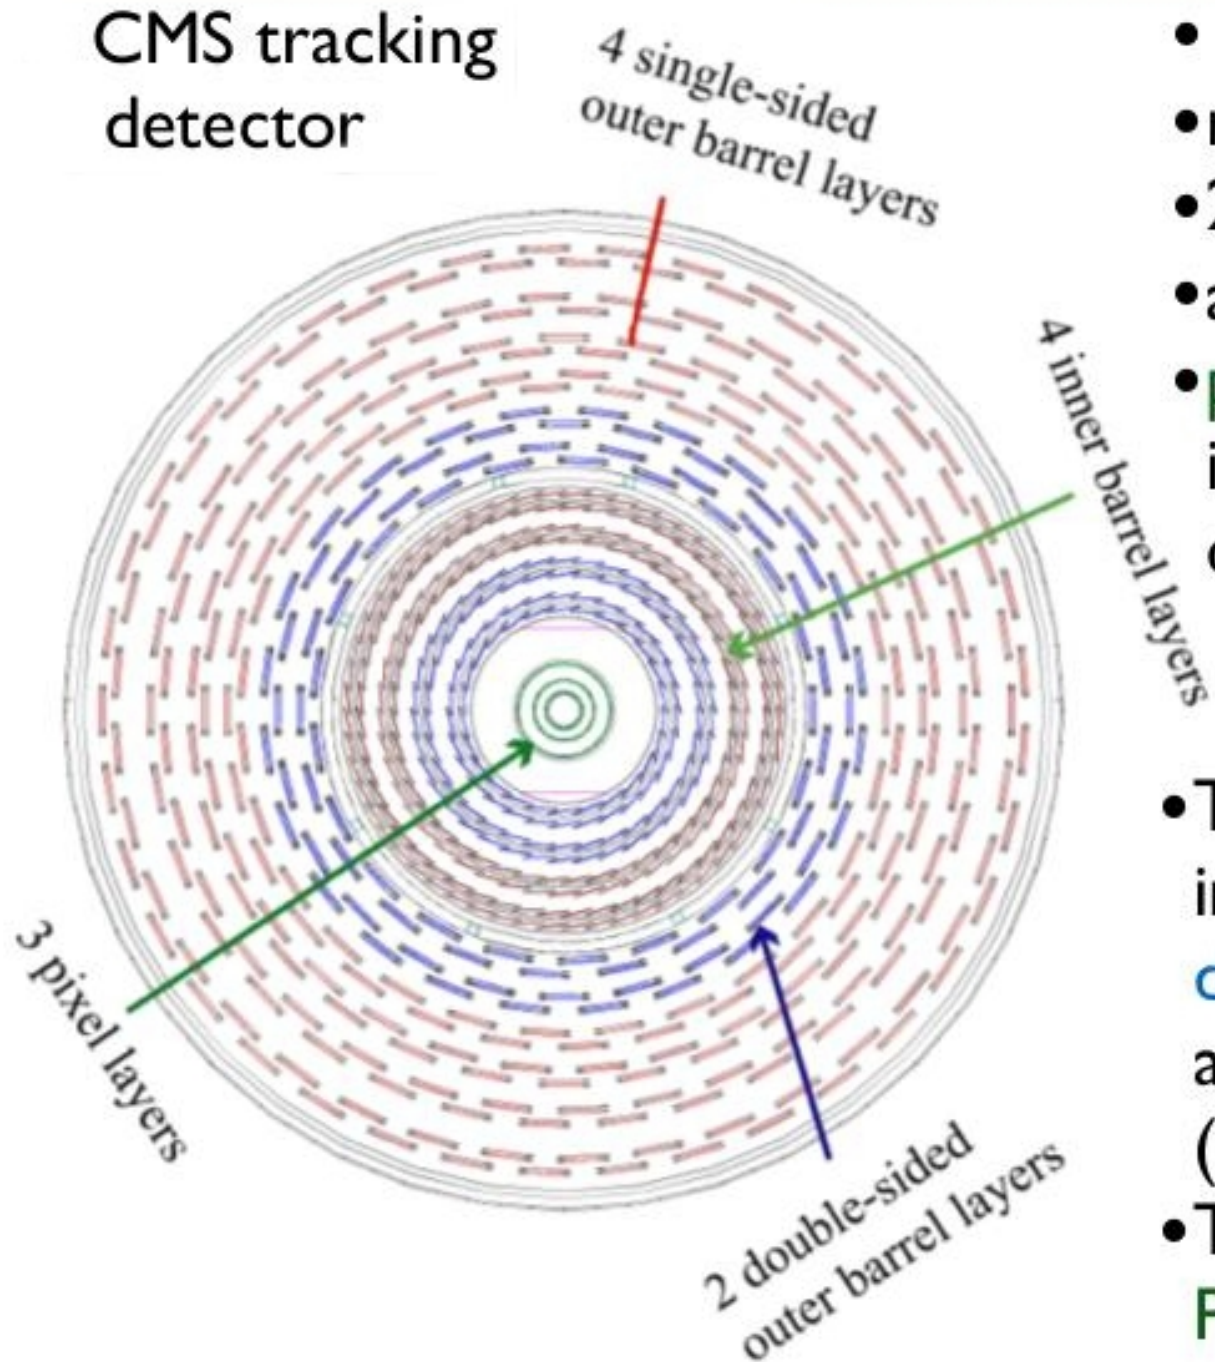 CMS tracking
detector
4 single-sided
outer barrel layers
4 inner barrel layers
3 pixel layers
2 double-sided
outer barrel layers